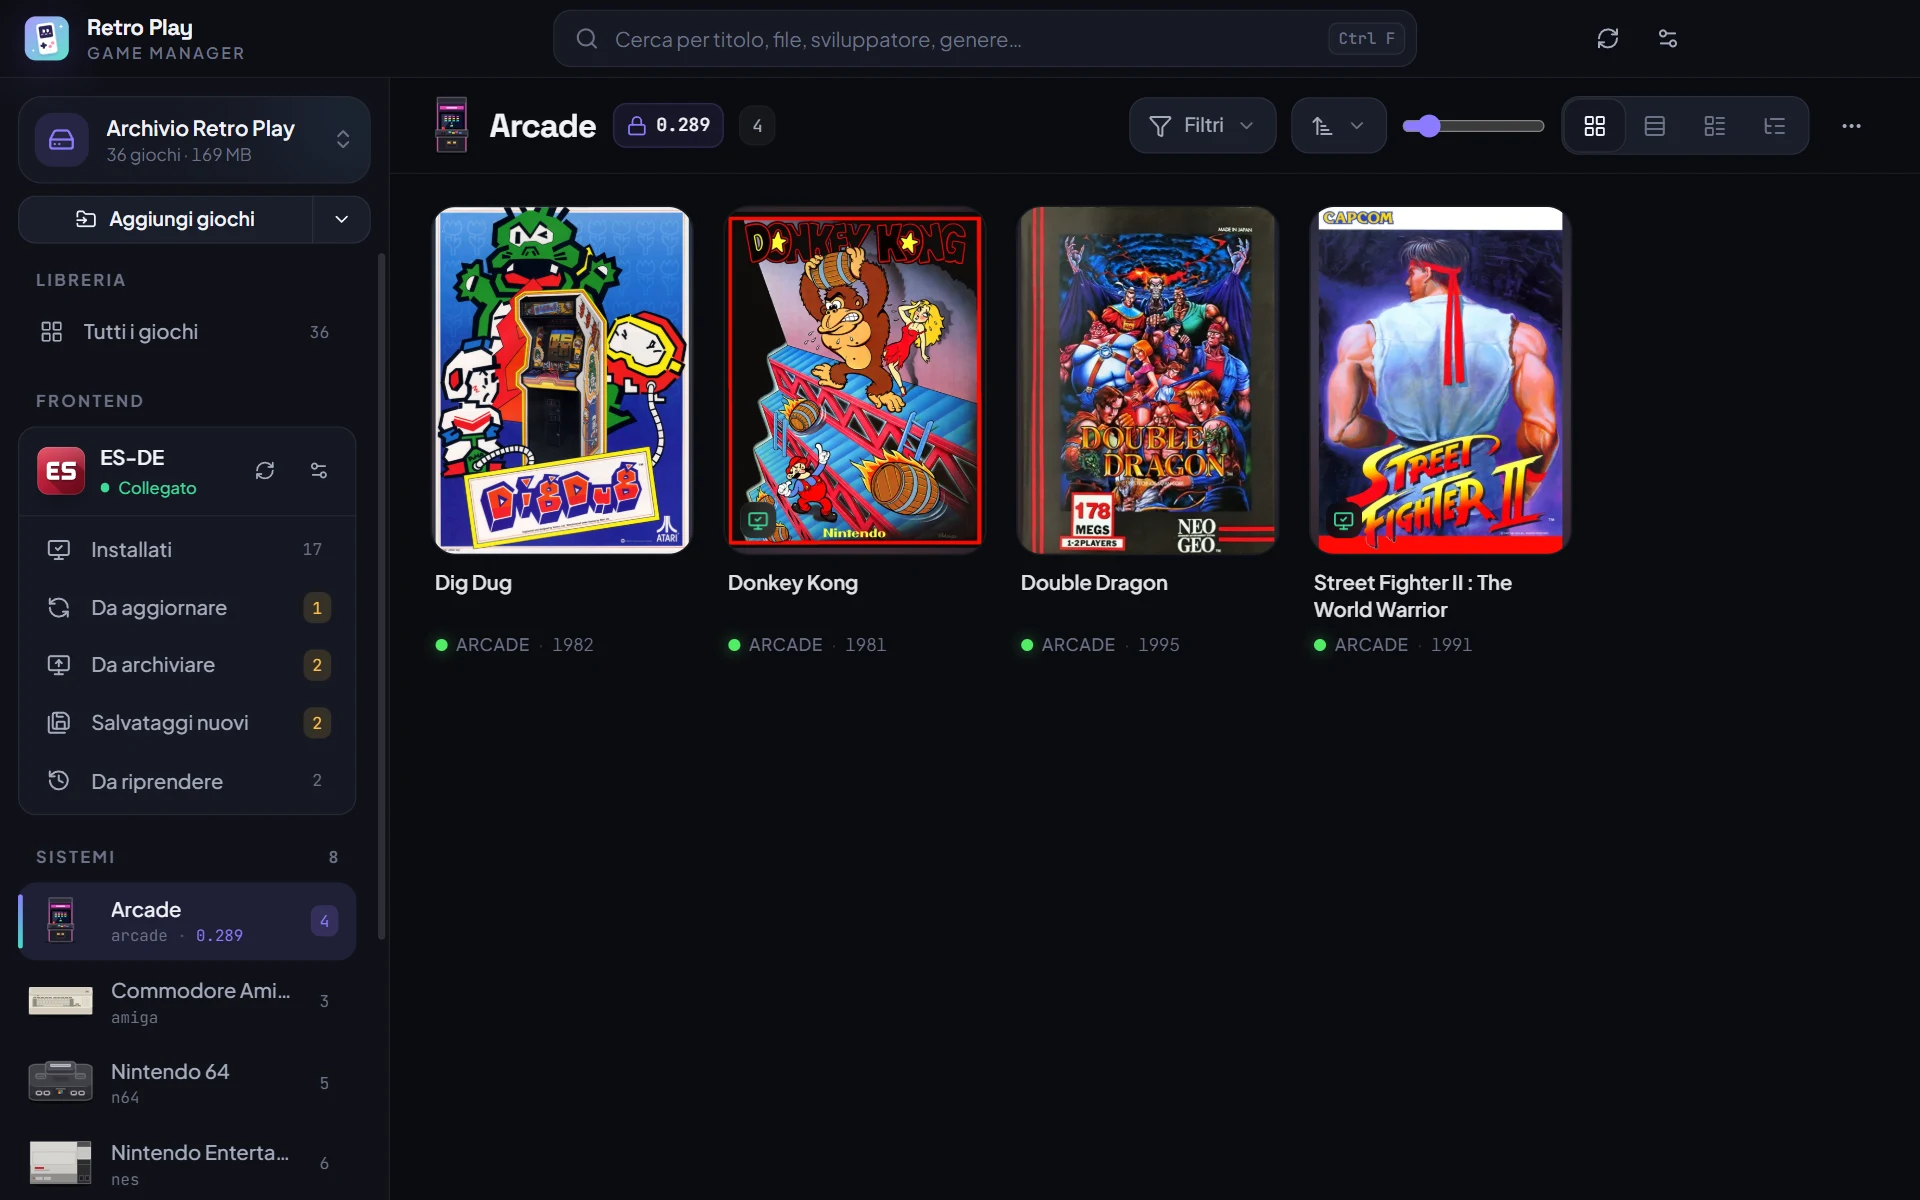 Retro Play
GAME MANAGER
Cerca per titolo, file, sviluppatore, genere...
Ctrl F
Archivio Retro Play
36 giochi · 169 MB
Aggiungi giochi
LIBRERIA
Tutti i giochi 36
FRONTEND
ES
ES-DE
Collegato
Installati 17
Da aggiornare 1
Da archiviare 2
Salvataggi nuovi 2
Da riprendere 2
SISTEMI 8
Arcade 4
arcade · 0.289
Commodore Ami... 3
amiga
Nintendo 64 5
n64
Nintendo Enterta... 6
nes
Arcade 0.289 4
Filtri
Dig Dug
ATARI
Dig Dug
ARCADE · 1982
DONKEY KONG
Nintendo
Donkey Kong
ARCADE · 1981
MADE IN JAPAN
DOUBLE
DRAGON
178
MEGS
1-2 PLAYERS
NEO
GEO
Double Dragon
ARCADE · 1995
CAPCOM
STREET
FIGHTER II
Street Fighter II : The
World Warrior
ARCADE · 1991